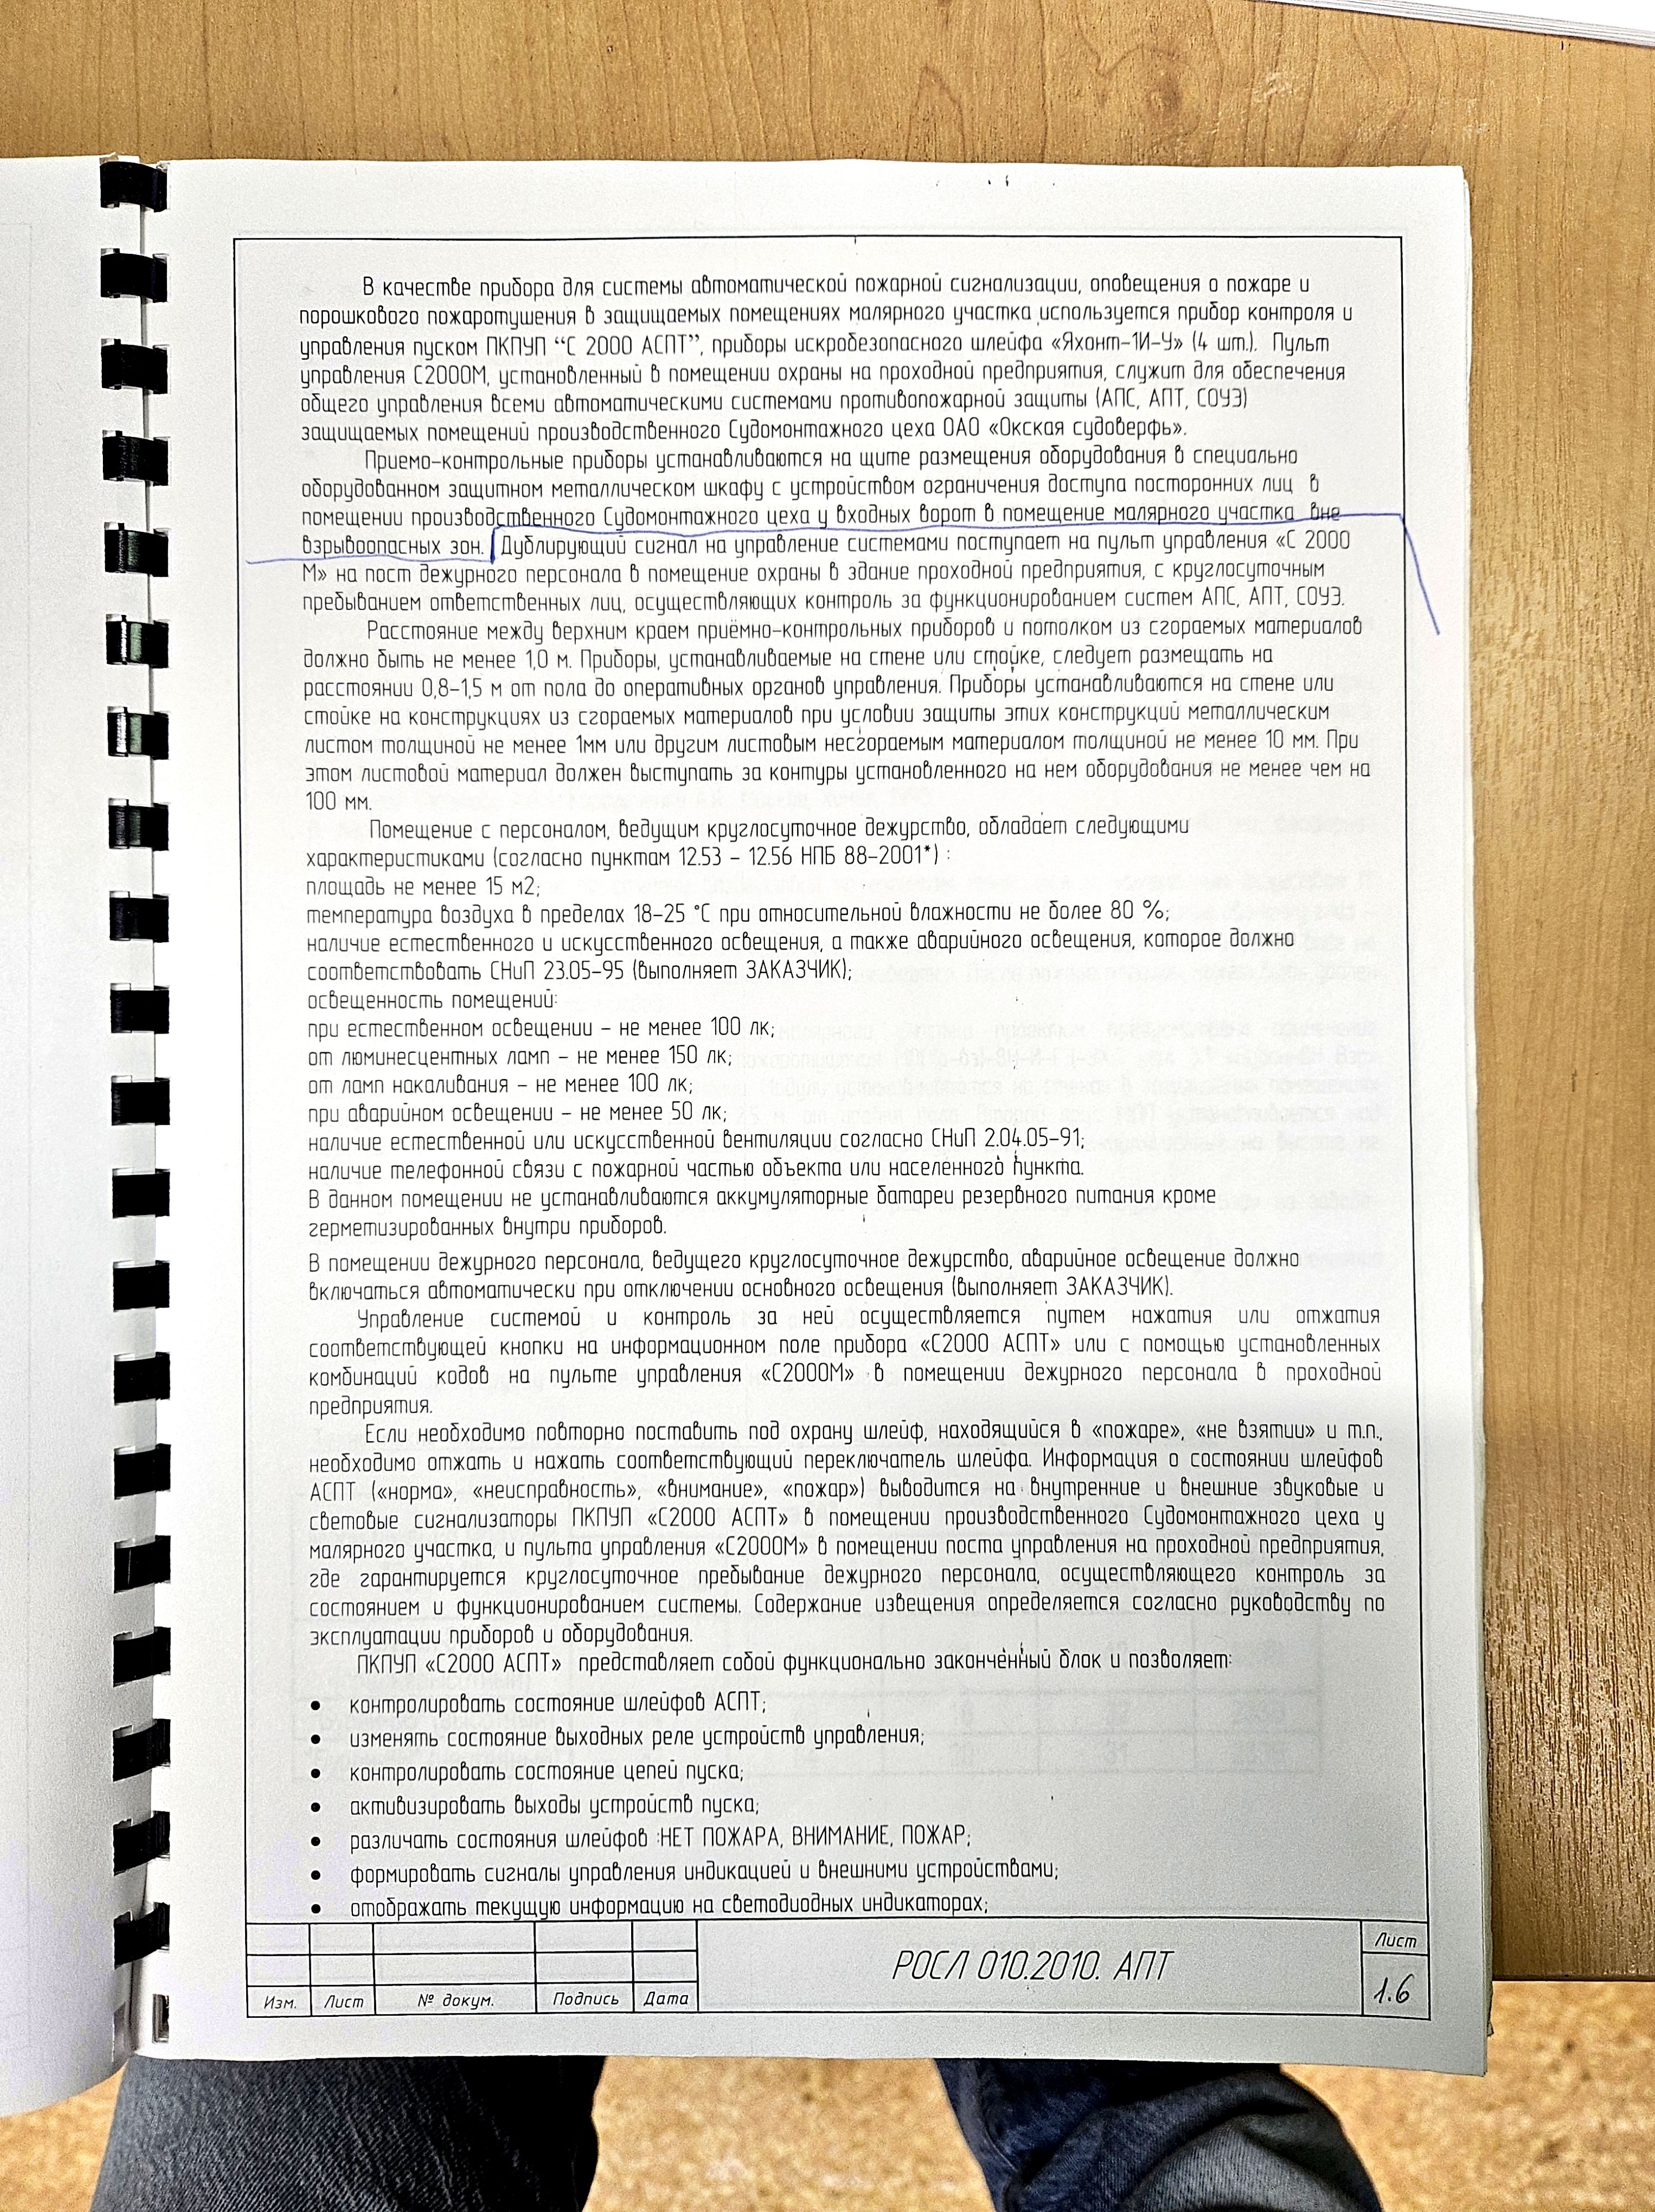 В качестве прибора для системы автоматической пожарной сигнализации, оповещения о пожаре и
порошкового пожаротушения в защищаемых помещениях малярного участка используется прибор контроля и
управления пуском ПКПУП “С 2000 АСПТ”, приборы искробезопасного шлейфа «Яхонт-1И-У» (4 шт.). Пульт
управления С2000М, установленный в помещении охраны на проходной предприятия, служит для обеспечения
общего управления всеми автоматическими системами противопожарной защиты (АПС, АПТ, СОУЭ)
защищаемых помещений производственного Судомонтажного цеха ОАО «Окская судоверфь».
Приемо-контрольные приборы устанавливаются на щите размещения оборудования в специально
оборудованном защитном металлическом шкафу с устройством ограничения доступа посторонних лиц в
помещении производственного Судомонтажного цеха у входных ворот в помещение малярного участка вне
взрывоопасных зон. Дублирующий сигнал на управление системами поступает на пульт управления «С 2000
М» на пост дежурного персонала в помещение охраны в здание проходной предприятия, с круглосуточным
пребыванием ответственных лиц, осуществляющих контроль за функционированием систем АПС, АПТ, СОУЭ.
Расстояние между верхним краем приёмно-контрольных приборов и потолком из сгораемых материалов
должно быть не менее 1,0 м. Приборы, устанавливаемые на стене или стойке, следует размещать на
расстоянии 0,8-1,5 м от пола до оперативных органов управления. Приборы устанавливаются на стене или
стойке на конструкциях из сгораемых материалов при условии защиты этих конструкций металлическим
листом толщиной не менее 1мм или другим листовым несгораемым материалом толщиной не менее 10 мм. При
этом листовой материал должен выступать за контуры установленного на нем оборудования не менее чем на
100 мм.
Помещение с персоналом, ведущим круглосуточное дежурство, обладает следующими
характеристиками (согласно пунктам 12.53 - 12.56 НПБ 88-2001*) :
площадь не менее 15 м2;
температура воздуха в пределах 18-25 °С при относительной влажности не более 80 %;
наличие естественного и искусственного освещения, а также аварийного освещения, которое должно
соответствовать СНиП 23.05-95 (выполняет ЗАКАЗЧИК);
освещенность помещений:
при естественном освещении - не менее 100 лк;
от люминесцентных ламп - не менее 150 лк;
от ламп накаливания - не менее 100 лк;
при аварийном освещении - не менее 50 лк;
наличие естественной или искусственной вентиляции согласно СНиП 2.04.05-91;
наличие телефонной связи с пожарной частью объекта или населенного пункта.
В данном помещении не устанавливаются аккумуляторные батареи резервного питания кроме
герметизированных внутри приборов.
В помещении дежурного персонала, ведущего круглосуточное дежурство, аварийное освещение должно
включаться автоматически при отключении основного освещения (выполняет ЗАКАЗЧИК).
Управление системой и контроль за ней осуществляется путем нажатия или отжатия
соответствующей кнопки на информационном поле прибора «С2000 АСПТ» или с помощью установленных
комбинаций кодов на пульте управления «С2000М» в помещении дежурного персонала в проходной
предприятия.
Если необходимо повторно поставить под охрану шлейф, находящийся в «пожаре», «не взятии» и т.п.,
необходимо отжать и нажать соответствующий переключатель шлейфа. Информация о состоянии шлейфов
АСПТ («норма», «неисправность», «внимание», «пожар») выводится на внутренние и внешние звуковые и
световые сигнализаторы ПКПУП «С2000 АСПТ» в помещении производственного Судомонтажного цеха у
малярного участка, и пульта управления «С2000М» в помещении поста управления на проходной предприятия,
где гарантируется круглосуточное пребывание дежурного персонала, осуществляющего контроль за
состоянием и функционированием системы. Содержание извещения определяется согласно руководству по
эксплуатации приборов и оборудования.
ПКПУП «С2000 АСПТ» представляет собой функционально законченный блок и позволяет:
• контролировать состояние шлейфов АСПТ;
• изменять состояние выходных реле устройств управления;
• контролировать состояние цепей пуска;
• активизировать выходы устройств пуска;
• различать состояния шлейфов :НЕТ ПОЖАРА, ВНИМАНИЕ, ПОЖАР;
• формировать сигналы управления индикацией и внешними устройствами;
• отображать текущую информацию на светодиодных индикаторах;
Изм. Лист № докум. Подпись Дата
РОСЛ 010.2010. АПТ
Лист
1.6